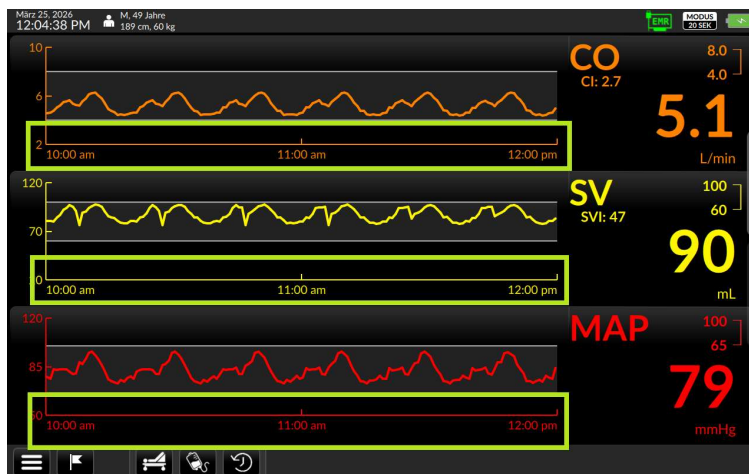 März 25, 2026
12:04:38 PM
M, 49 Jahre
189 cm, 60 kg
EMR
MODUS
20 SEK
10
6
2
10:00 am 11:00 am 12:00 pm
CO
CI: 2.7
8.0
4.0
5.1
L/min
120
70
20
10:00 am 11:00 am 12:00 pm
SV
SVI: 47
100
60
90
mL
120
85
50
10:00 am 11:00 am 12:00 pm
MAP
100
65
79
mmHg